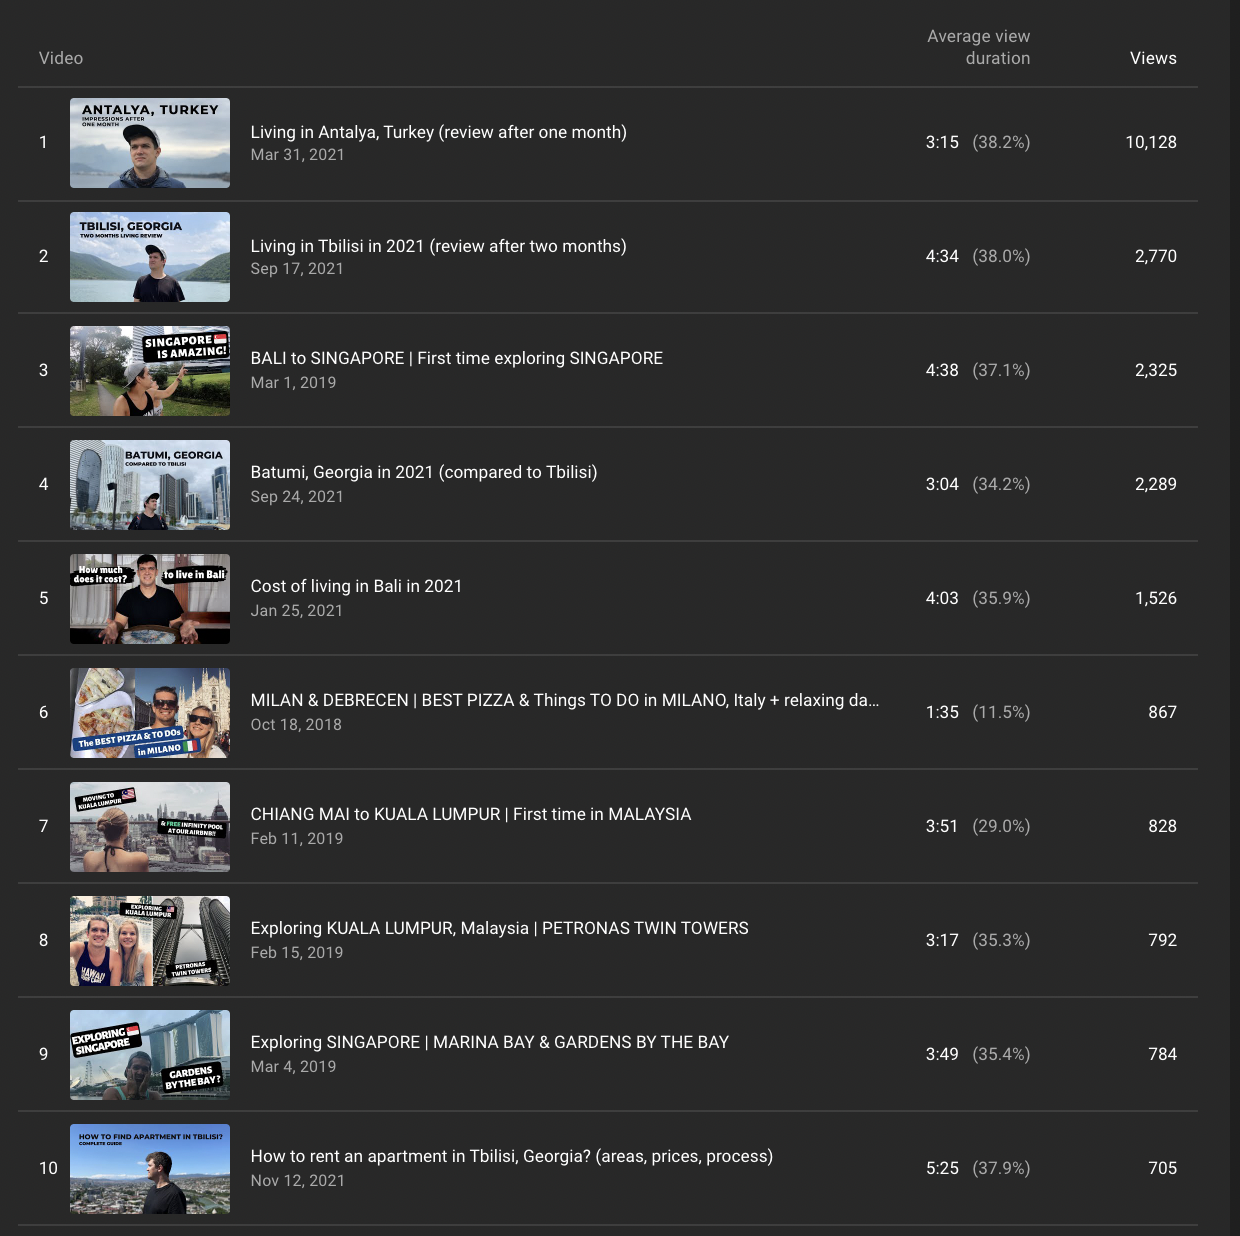 Video
Average view
duration
Views
1
ANTALYA, TURKEY
IMPRESSIONS AFTER
ONE MONTH
Living in Antalya, Turkey (review after one month)
Mar 31, 2021
3:15 (38.2%)
10,128
2
TBILISI, GEORGIA
TWO MONTHS LIVING REVIEW
Living in Tbilisi in 2021 (review after two months)
Sep 17, 2021
4:34 (38.0%)
2,770
3
SINGAPORE
IS AMAZING!
BALI to SINGAPORE | First time exploring SINGAPORE
Mar 1, 2019
4:38 (37.1%)
2,325
4
BATUMI, GEORGIA
COMPARED TO TBILISI
Batumi, Georgia in 2021 (compared to Tbilisi)
Sep 24, 2021
3:04 (34.2%)
2,289
5
How much
does it cost?
to live in Bali
Cost of living in Bali in 2021
Jan 25, 2021
4:03 (35.9%)
1,526
6
The BEST PIZZA & TO DOs
in MILANO
MILAN & DEBRECEN | BEST PIZZA & Things TO DO in MILANO, Italy + relaxing da...
Oct 18, 2018
1:35 (11.5%)
867
7
MOVING TO
KUALA LUMPUR
& FREE INFINITY POOL
AT OUR AIRBNB!!
CHIANG MAI to KUALA LUMPUR | First time in MALAYSIA
Feb 11, 2019
3:51 (29.0%)
828
8
EXPLORING
KUALA LUMPUR
HAWAII
PETRONAS
TWIN TOWERS
Exploring KUALA LUMPUR, Malaysia | PETRONAS TWIN TOWERS
Feb 15, 2019
3:17 (35.3%)
792
9
EXPLORING
SINGAPORE
GARDENS
BY THE BAY?
Exploring SINGAPORE | MARINA BAY & GARDENS BY THE BAY
Mar 4, 2019
3:49 (35.4%)
784
10
HOW TO FIND APARTMENT IN TBILISI?
COMPLETE GUIDE
How to rent an apartment in Tbilisi, Georgia? (areas, prices, process)
Nov 12, 2021
5:25 (37.9%)
705